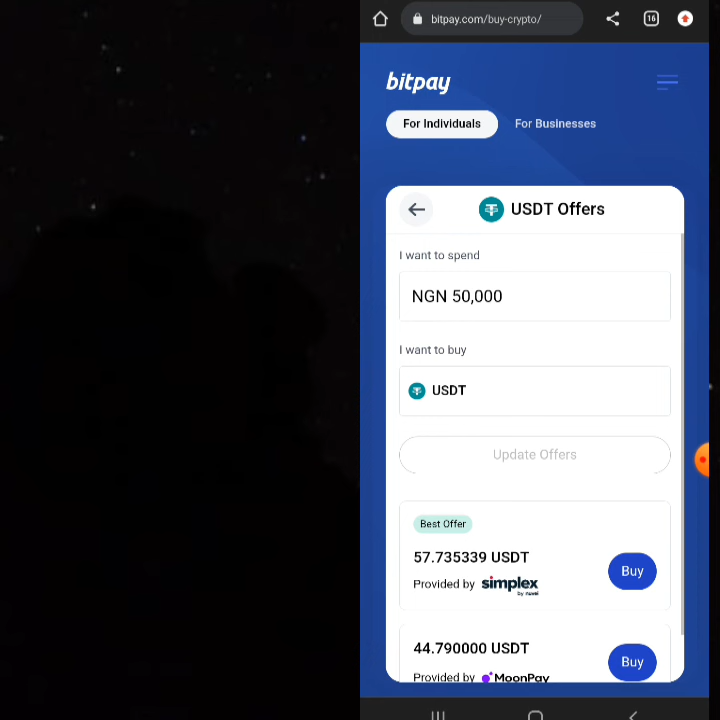 bitpay.com/buy-crypto/
16
bitpay
For Individuals
For Businesses
USDT Offers
I want to spend
NGN 50,000
I want to buy
USDT
Update Offers
Best Offer
57.735339 USDT
Provided by simplex
by nuvei
Buy
44.790000 USDT
Provided by MoonPay
Buy